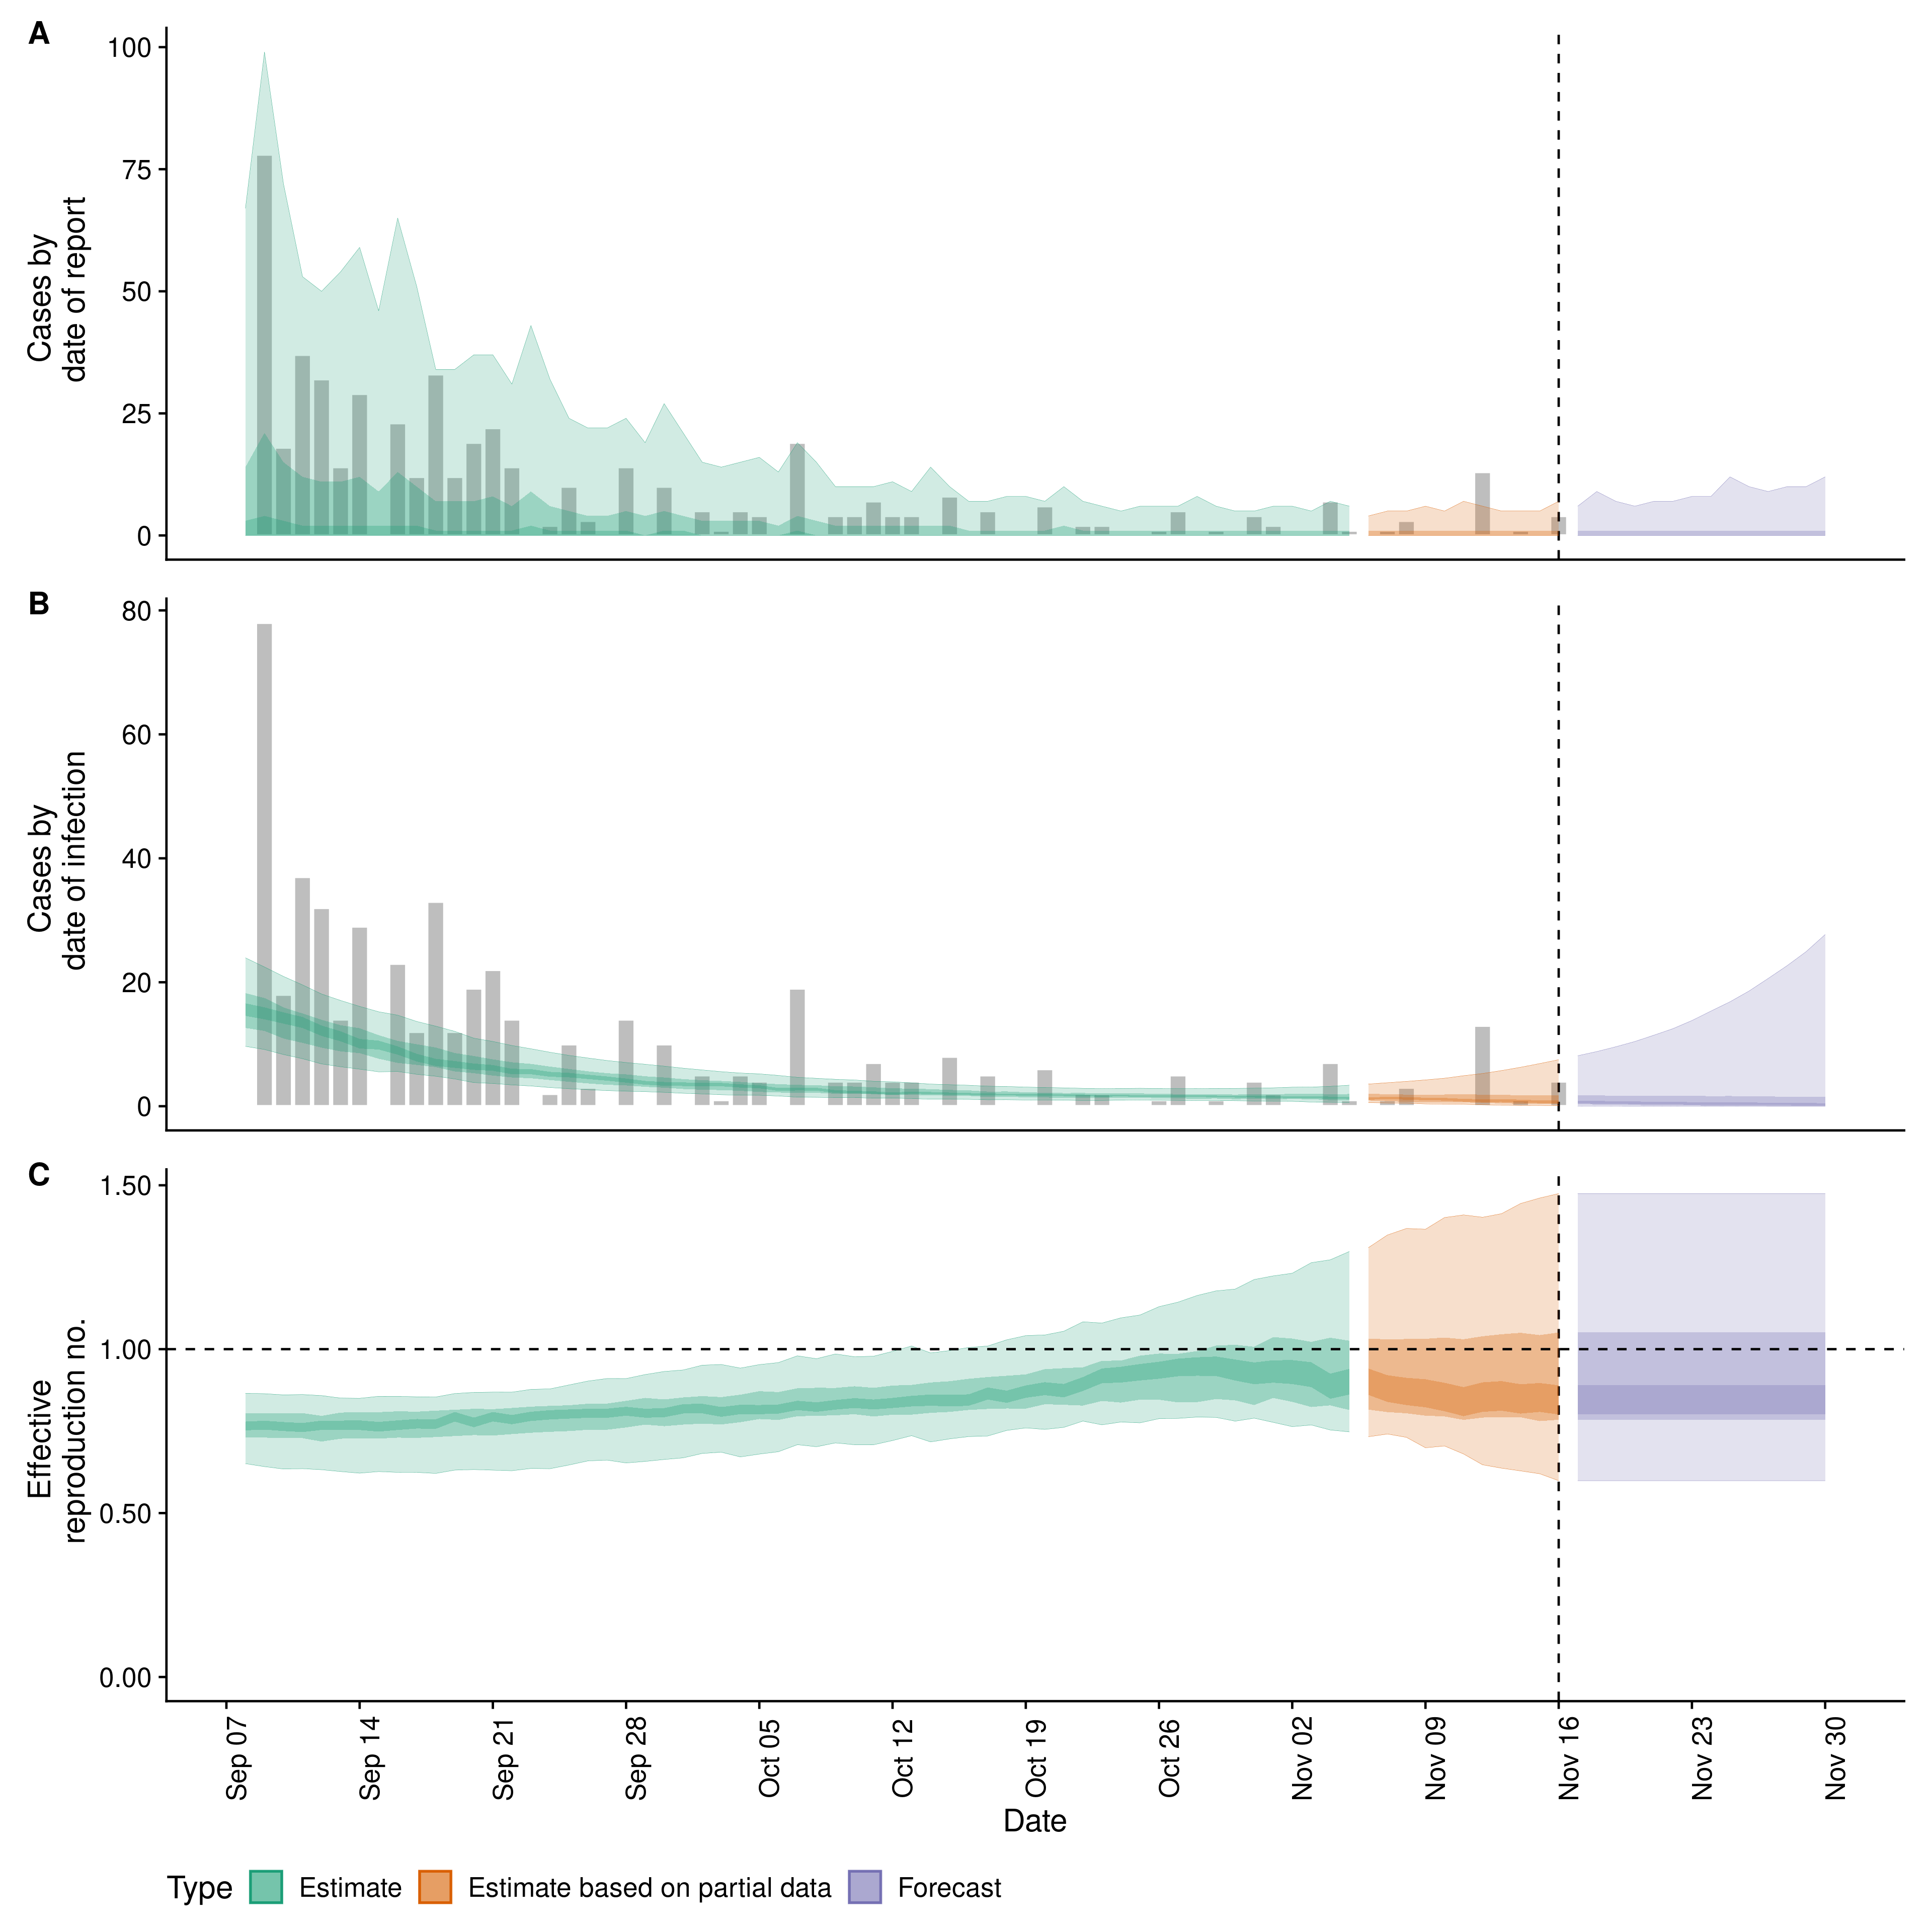 A
100
75
50
25
0
Cases by
date of report
B
80
60
40
20
0
Cases by
date of infection
C
1.50
1.00
0.50
0.00
Effective
reproduction no.
Sep 07
Sep 14
Sep 21
Sep 28
Oct 05
Oct 12
Oct 19
Oct 26
Nov 02
Nov 09
Nov 16
Nov 23
Nov 30
Date
Type Estimate Estimate based on partial data Forecast